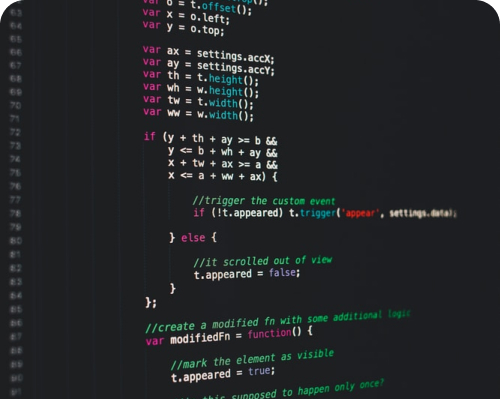 var o = t.offset();
var x = o.left;
var y = o.top;
var ax = settings.accX;
var ay = settings.accY;
var th = t.height();
var wh = w.height();
var tw = t.width();
var ww = w.width();
if (y + th + ay >= b &&
y <= b + wh + ay &&
x + tw + ax >= a &&
x <= a + ww + ax) {
//trigger the custom event
if (!t.appeared) t.trigger('appear', settings.data);
} else {
//it scrolled out of view
t.appeared = false;
}
};
//create a modified fn with some additional logic
var modifiedFn = function() {
//mark the element as visible
t.appeared = true;
this supposed to happen only once?